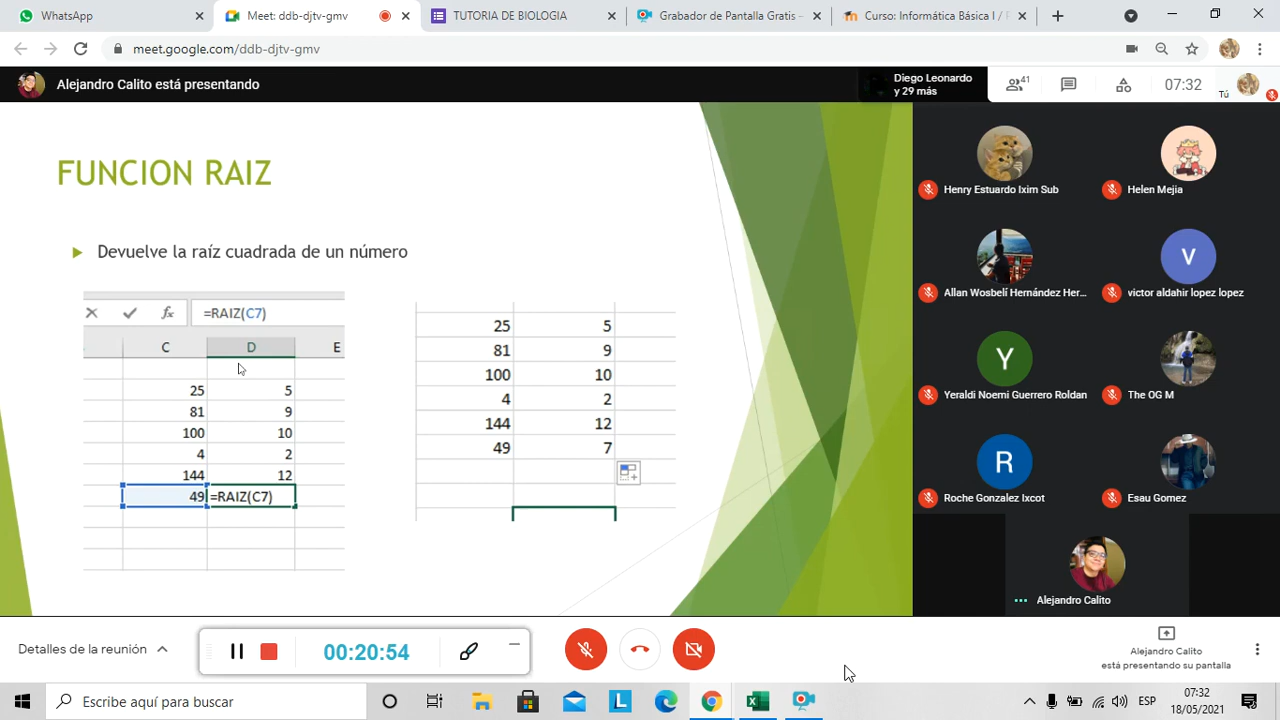 WhatsApp
Meet: ddb-djtv-gmv
TUTORIA DE BIOLOGIA
Grabador de Pantalla Gratis –
Curso: Informática Básica I / F
meet.google.com/ddb-djtv-gmv
Alejandro Calito está presentando
Diego Leonardo
y 29 más
41
07:32
Tú
FUNCION RAIZ
Devuelve la raíz cuadrada de un número
fx =RAIZ(C7)
C D E
25 5
81 9
100 10
4 2
144 12
49 =RAIZ(C7)
25 5
81 9
100 10
4 2
144 12
49 7
Henry Estuardo Ixim Sub
Helen Mejia
Allan Wosbelí Hernández Her...
V
victor aldahir lopez lopez
Y
Yeraldi Noemi Guerrero Roldan
The OG M
R
Roche Gonzalez Ixcot
Esau Gomez
Alejandro Calito
Detalles de la reunión
00:20:54
Alejandro Calito
está presentando su pantalla
Escribe aquí para buscar
L
ESP
07:32
18/05/2021